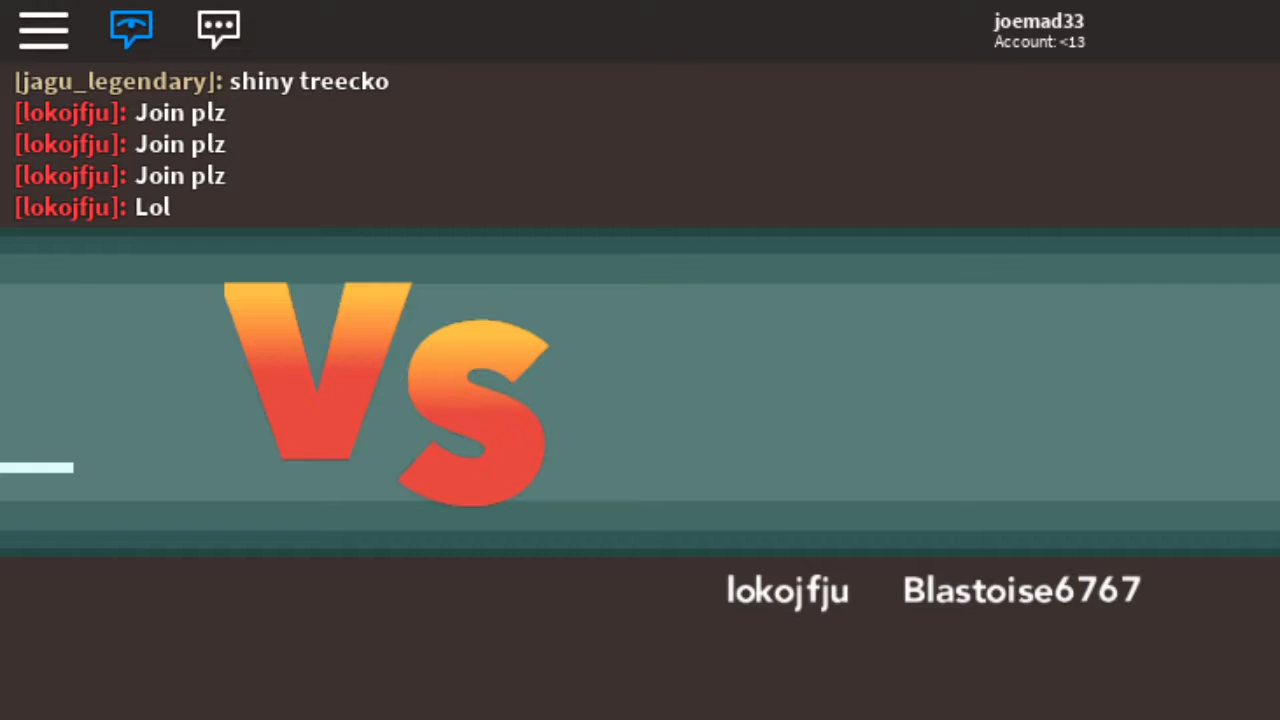 joemad33
Account: <13
[jagu_legendary]: shiny treecko
[lokojfju]: Join plz
[lokojfju]: Join plz
[lokojfju]: Join plz
[lokojfju]: Lol
Vs
lokojfju Blastoise6767